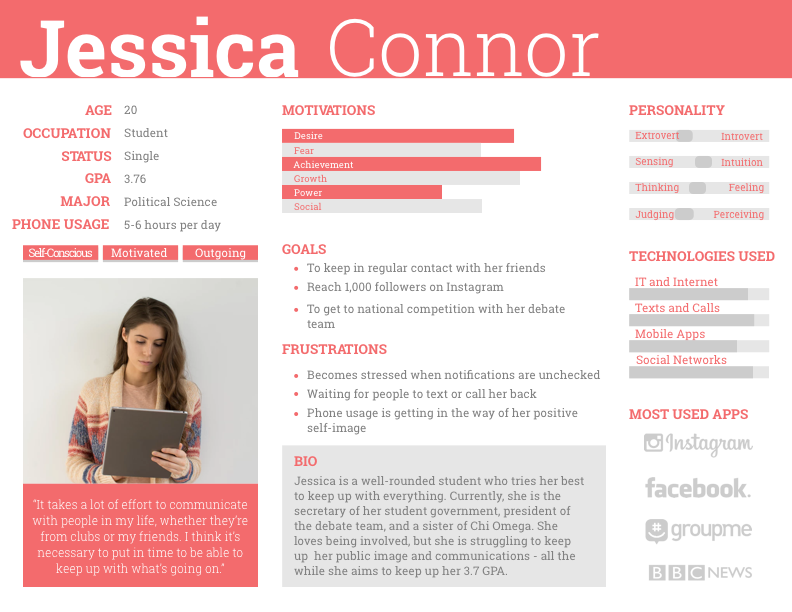 Jessica Connor
AGE 20
OCCUPATION Student
STATUS Single
GPA 3.76
MAJOR Political Science
PHONE USAGE 5-6 hours per day
Self-Conscious Motivated Outgoing
“It takes a lot of effort to communicate
with people in my life, whether they’re
from clubs or my friends. I think it’s
necessary to put in time to be able to
keep up with what’s going on.”
MOTIVATIONS
Desire
Fear
Achievement
Growth
Power
Social
GOALS
• To keep in regular contact with her friends
• Reach 1,000 followers on Instagram
• To get to national competition with her debate
team
FRUSTRATIONS
• Becomes stressed when notifications are unchecked
• Waiting for people to text or call her back
• Phone usage is getting in the way of her positive
self-image
BIO
Jessica is a well-rounded student who tries her best
to keep up with everything. Currently, she is the
secretary of her student government, president of
the debate team, and a sister of Chi Omega. She
loves being involved, but she is struggling to keep
up her public image and communications - all the
while she aims to keep up her 3.7 GPA.
PERSONALITY
Extrovert Introvert
Sensing Intuition
Thinking Feeling
Judging Perceiving
TECHNOLOGIES USED
IT and Internet
Texts and Calls
Mobile Apps
Social Networks
MOST USED APPS
Instagram
facebook.
groupme
BBC NEWS